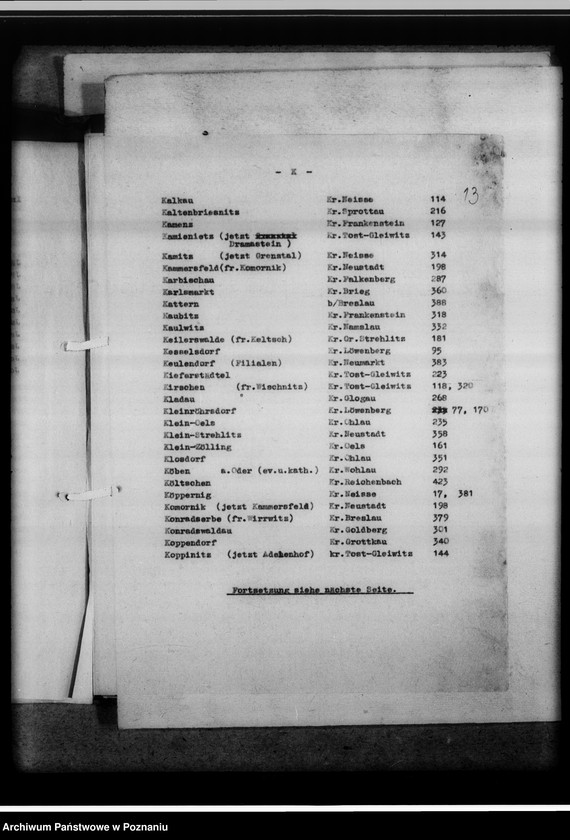 - K -
13
Kalkau Kr.Neisse 114
Kaltenbriesnitz Kr.Sprottau 216
Kamenz Kr.Frankenstein 127
Kamieniets (jetzt Kr.Tost-Gleiwitz 143
Dramastein )
Kamitz (jetzt Grenztal) Kr.Neisse 314
Kammersfeld(fr.Komornik) Kr.Neustadt 198
Karbischau Kr.Falkenberg 287
Karlsmarkt Kr.Brieg 360
Kattern b/Breslau 388
Kaubitz Kr.Frankenstein 318
Kaulwitz Kr.Namslau 332
Keilerswalde (fr.Keltsch) Kr.Gr.Strehlitz 181
Kesselsdorf Kr.Löwenberg 95
Keulendorf (Filialen) Kr.Neumarkt 383
Kieferstädtel Kr.Tost-Gleiwitz 223
Kirschen (fr.Wischnitz) Kr.Tost-Gleiwitz 118, 320
Kladau Kr.Glogau 268
Kleinröhrsdorf Kr.Löwenberg 77, 170
Klein-Oels Kr.Ohlau 235
Klein-Strehlitz Kr.Neustadt 358
Klein-Zölling Kr.Oels 161
Klosdorf Kr.Ohlau 351
Köben a.Oder (ev.u.kath.) Kr.Wohlau 292
Költschen Kr.Reichenbach 423
Köppernig Kr.Neisse 17, 381
Komornik (jetzt Kammersfeld) Kr.Neustadt 198
Konradserbe (fr.Wirrwitz) Kr.Breslau 379
Konradswaldau Kr.Goldberg 301
Koppendorf Kr.Grottkau 340
Koppinitz (jetzt Adelenhof) kr.Tost-Gleiwitz 144
Fortsetzung siehe nächste Seite.
Archiwum Państwowe w Poznaniu